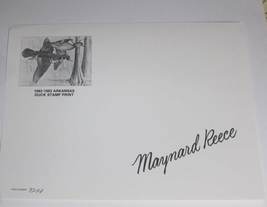 1982-1983 ARKANSAS
DUCK STAMP PRINT
Maynard Reece